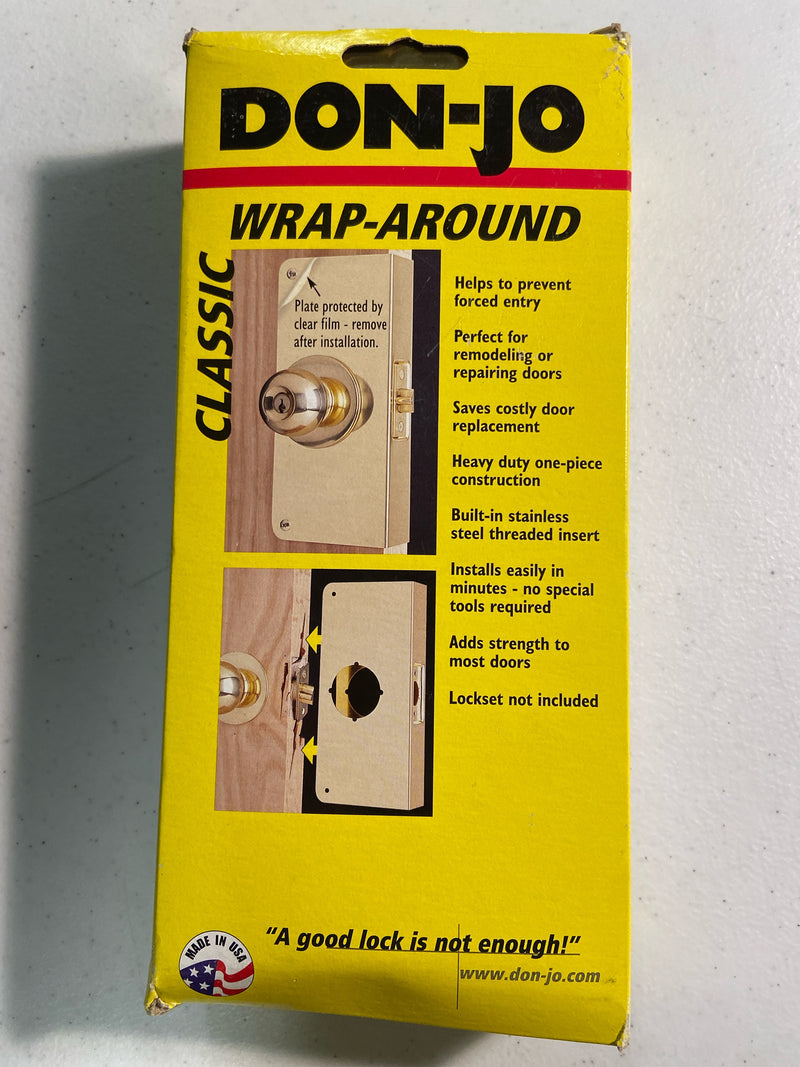 DON-JO
WRAP-AROUND
CLASSIC
Plate protected by
clear film - remove
after installation.
Helps to prevent
forced entry
Perfect for
remodeling or
repairing doors
Saves costly door
replacement
Heavy duty one-piece
construction
Built-in stainless
steel threaded insert
Installs easily in
minutes - no special
tools required
Adds strength to
most doors
Lockset not included
MADE IN USA
"A good lock is not enough!"
www.don-jo.com